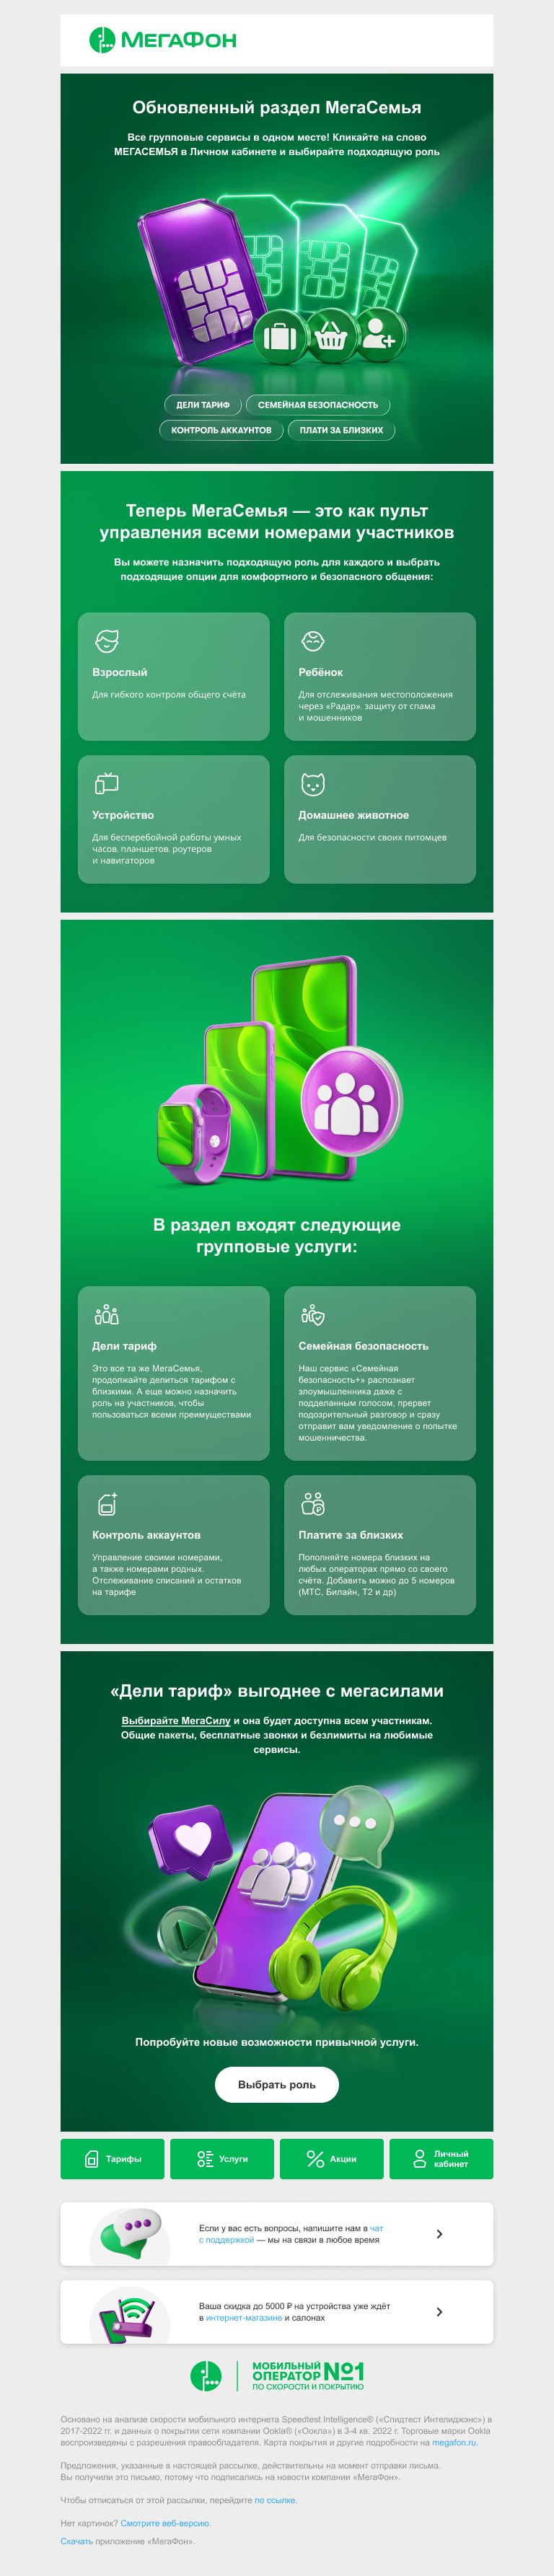 МЕГАФОН
Обновленный раздел МегаСемья
Все групповые сервисы в одном месте! Кликайте на слово
МЕГАСЕМЬЯ в Личном кабинете и выбирайте подходящую роль
ДЕЛИ ТАРИФ
СЕМЕЙНАЯ БЕЗОПАСНОСТЬ
КОНТРОЛЬ АККАУНТОВ
ПЛАТИ ЗА БЛИЗКИХ
Теперь МегаСемья — это как пульт
управления всеми номерами участников
Вы можете назначить подходящую роль для каждого и выбрать
подходящие опции для комфортного и безопасного общения:
Взрослый
Для гибкого контроля общего счёта
Ребёнок
Для отслеживания местоположения
через «Радар», защиту от спама
и мошенников
Устройство
Для бесперебойной работы умных
часов, планшетов, роутеров
и навигаторов
Домашнее животное
Для безопасности своих питомцев
В раздел входят следующие
групповые услуги:
Дели тариф
Это все та же МегаСемья,
продолжайте делиться тарифом с
близкими. А еще можно назначить
роль на участников, чтобы
пользоваться всеми преимуществами
Семейная безопасность
Наш сервис «Семейная
безопасность+» распознает
злоумышленника даже с
подделанным голосом, прервет
подозрительный разговор и сразу
отправит вам уведомление о попытке
мошенничества.
Контроль аккаунтов
Управление своими номерами,
а также номерами родных.
Отслеживание списаний и остатков
на тарифе
Платите за близких
Пополняйте номера близких на
любых операторах прямо со своего
счёта. Добавить можно до 5 номеров
(МТС, Билайн, Т2 и др)
«Дели тариф» выгоднее с мегасилами
Выбирайте МегаСилу и она будет доступна всем участникам.
Общие пакеты, бесплатные звонки и безлимиты на любимые
сервисы.
Попробуйте новые возможности привычной услуги.
Выбрать роль
Тарифы
Услуги
Акции
Личный
кабинет
Если у вас есть вопросы, напишите нам в чат
с поддержкой — мы на связи в любое время
Ваша скидка до 5000 ₽ на устройства уже ждёт
в интернет-магазине и салонах
МОБИЛЬНЫЙ
ОПЕРАТОР №1
ПО СКОРОСТИ И ПОКРЫТИЮ
Основано на анализе скорости мобильного интернета Speedtest Intelligence® («Спидтест Интелиджэнс») в
2017-2022 гг. и данных о покрытии сети компании Ookla® («Оокла») в 3-4 кв. 2022 г. Торговые марки Ookla
воспроизведены с разрешения правообладателя. Карта покрытия и другие подробности на megafon.ru.
Предложения, указанные в настоящей рассылке, действительны на момент отправки письма.
Вы получили это письмо, потому что подписались на новости компании «МегаФон».
Чтобы отписаться от этой рассылки, перейдите по ссылке.
Нет картинок? Смотрите веб-версию.
Скачать приложение «МегаФон».